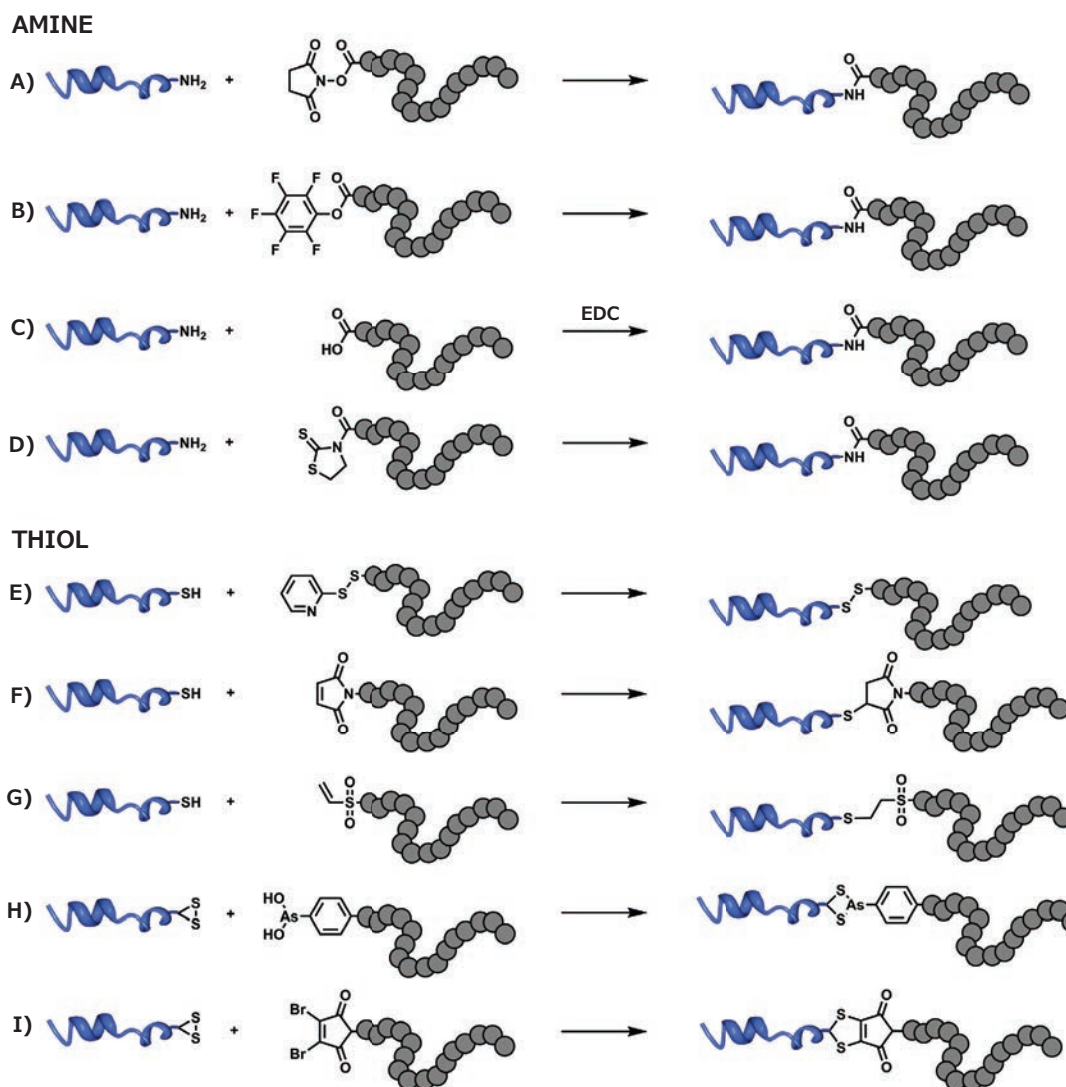 AMINE
A) NH2 + O N O O O NH
B) NH2 + F F F F F O O O NH
C) NH2 + O HO EDC O NH
D) NH2 + S N O S O NH
THIOL
E) SH + N S S S S
F) SH + O N O S O N O
G) SH + O S O S O S O
H) S S + HO As HO S S As
I) S S + Br Br O O S S O O